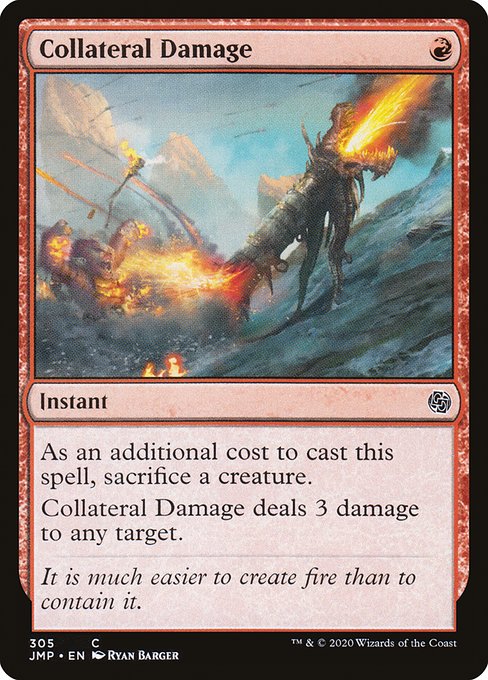 Collateral Damage
Instant
As an additional cost to cast this
spell, sacrifice a creature.
Collateral Damage deals 3 damage
to any target.
It is much easier to create fire than to
contain it.
305 C
JMP • EN Ryan Barger
™ & © 2020 Wizards of the Coast